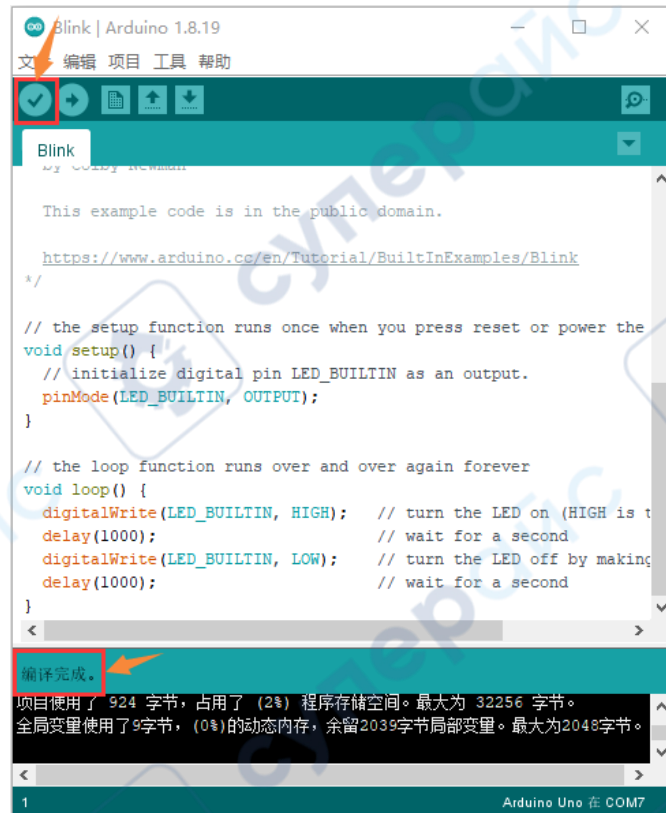 Blink | Arduino 1.8.19
编辑 项目 工具 帮助
Blink
by Colby Newman
This example code is in the public domain.
https://www.arduino.cc/en/Tutorial/BuiltInExamples/Blink
*/
// the setup function runs once when you press reset or power the
void setup() {
// initialize digital pin LED_BUILTIN as an output.
pinMode(LED_BUILTIN, OUTPUT);
}
// the loop function runs over and over again forever
void loop() {
digitalWrite(LED_BUILTIN, HIGH); // turn the LED on (HIGH is t
delay(1000); // wait for a second
digitalWrite(LED_BUILTIN, LOW); // turn the LED off by making
delay(1000); // wait for a second
}
编译完成。
项目使用了 924 字节，占用了 (2%) 程序存储空间。最大为 32256 字节。
全局变量使用了9字节，(0%)的动态内存，余留2039字节局部变量。最大为2048字节。
1
Arduino Uno 在 COM7
суперайс